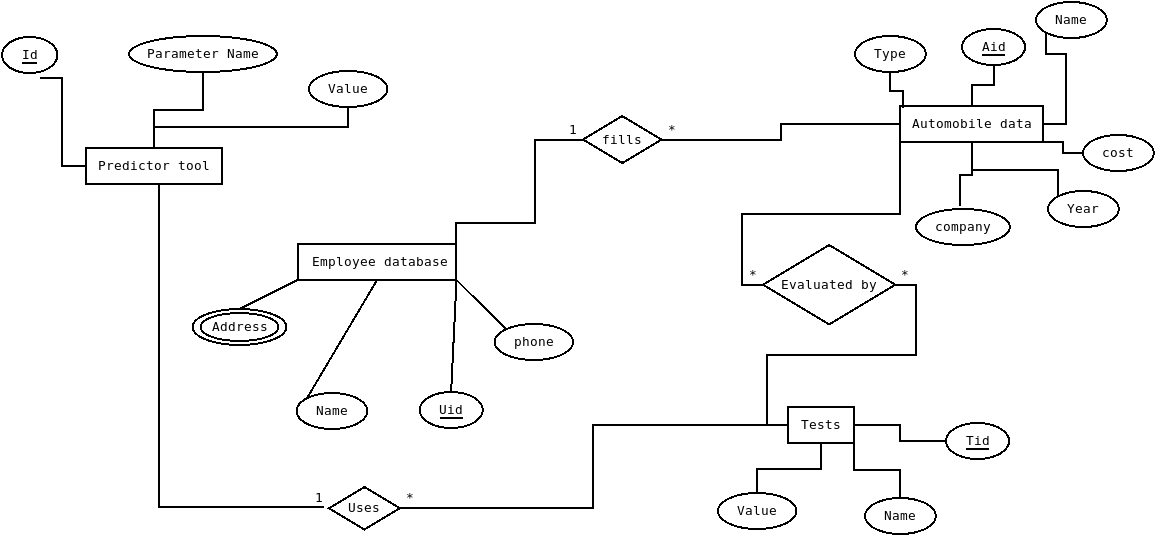 Name
Id
Parameter Name
Type
Aid
Value
1
fills
*
Automobile data
cost
Predictor tool
Year
company
Employee database
*
Evaluated by
*
Address
phone
Name
Uid
Tests
Tid
1
Uses
*
Value
Name